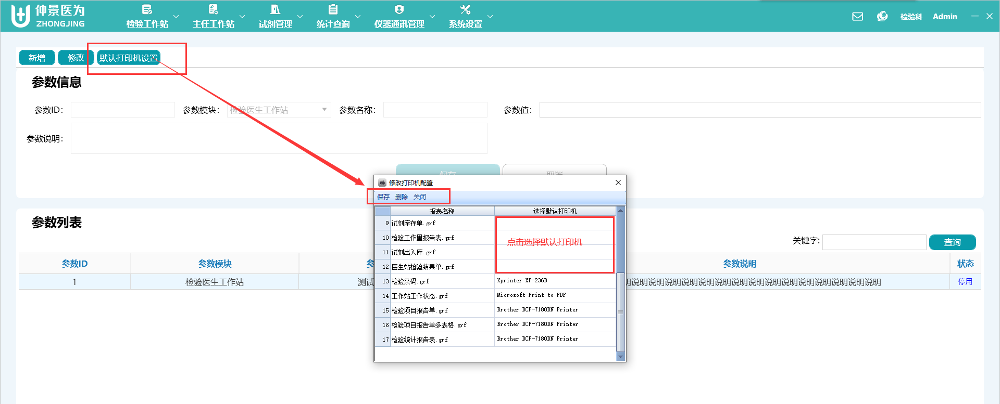 仲景医为
ZHONGJING
检验工作站
主任工作站
试剂管理
统计查询
仪器通讯管理
系统设置
检验科
Admin
新增
修改
默认打印机设置
参数信息
参数ID：
参数模块：
检验医生工作站
参数名称：
参数值：
参数说明：
保存
取消
修改打印机配置
保存 删除 关闭
报表名称 选择默认打印机
9 试剂库存单.grf
10 检验工作量报告表.grf
点击选择默认打印机
11 试剂出入库.grf
12 医生站检验结果单.grf
13 检验条码.grf Xprinter XP-236B
14 工作站工作状态.grf Microsoft Print to PDF
15 检验项目报告单.grf Brother DCP-7180DN Printer
16 检验项目报告单多表格.grf Brother DCP-7180DN Printer
17 检验统计报告表.grf Brother DCP-7180DN Printer
参数列表
关键字：
查询
参数ID 参数模块 参 参数说明 状态
1 检验医生工作站 测试 明说明说明说明说明说明说明说明说明说明说明说明说明说明说明说明 停用